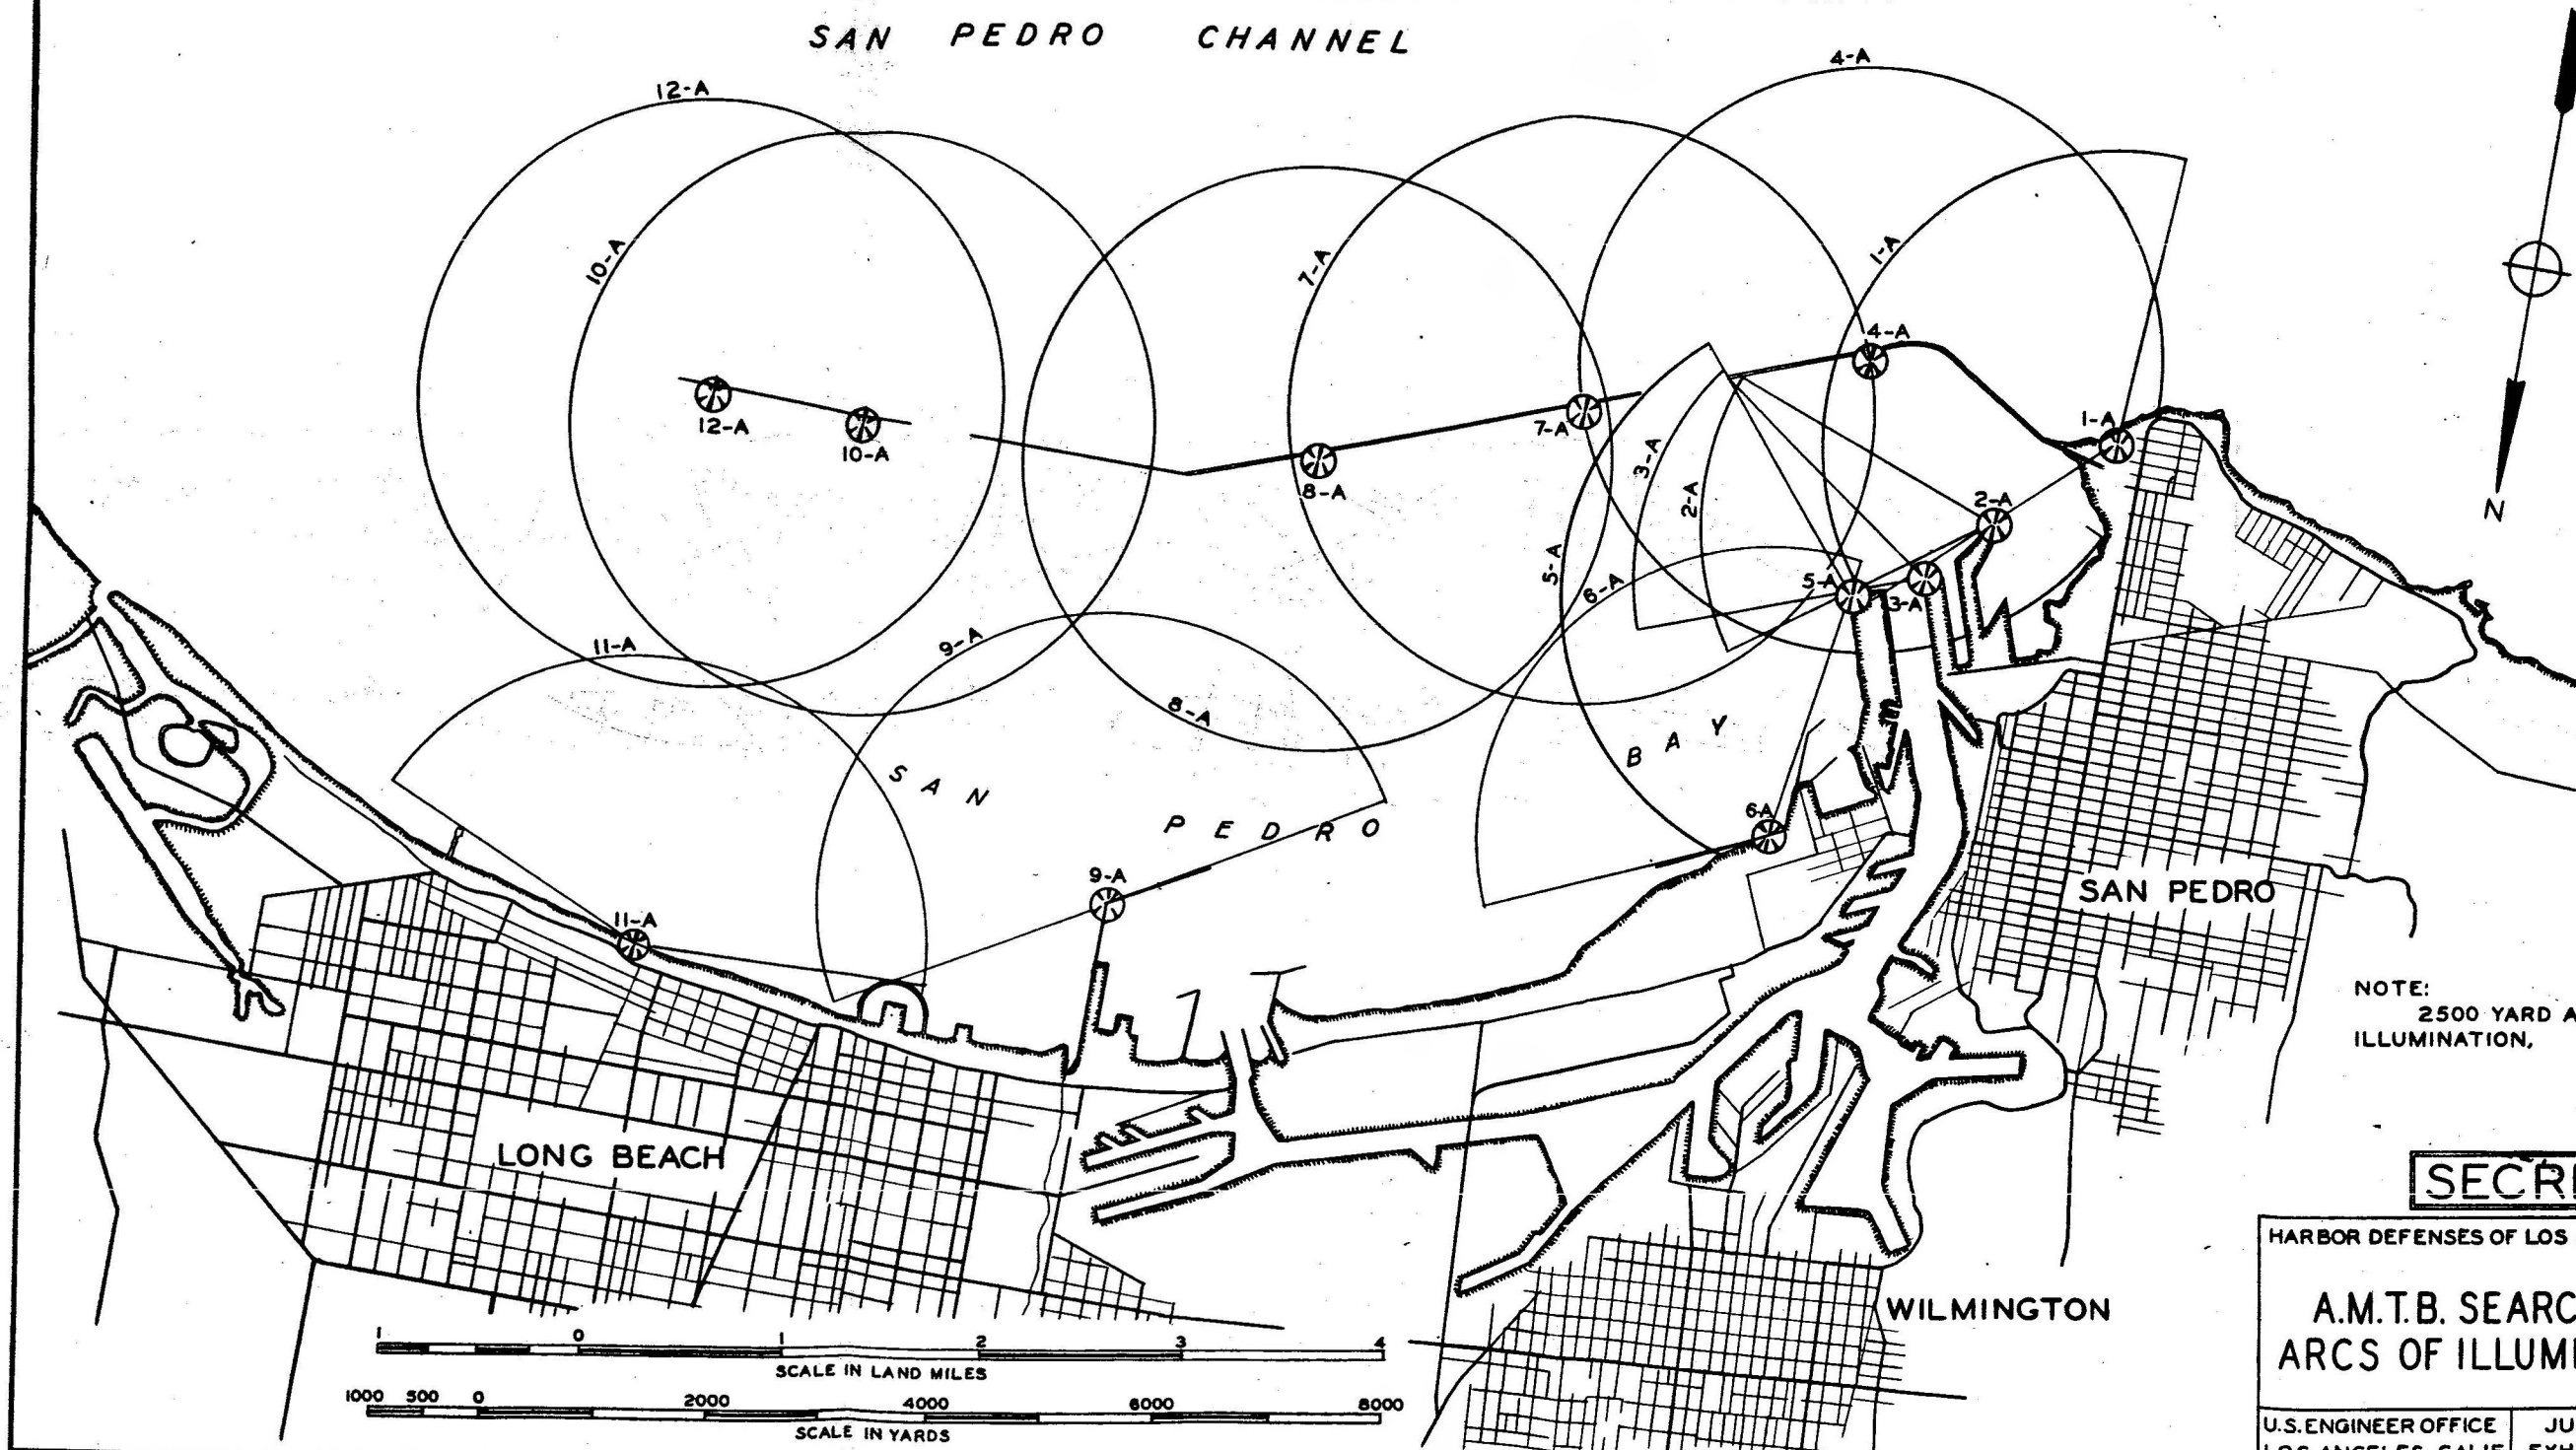 SAN PEDRO CHANNEL
4-A
12-A
10-A
7-A
1-A
4-A
12-A
10-A
8-A
7-A
1-A
3-A
2-A
2-A
5-A
6-A
5-A
3-A
N
11-A
9-A
8-A
BAY
SAN
PEDRO
6A
9-A
11-A
SAN PEDRO
NOTE:
2500 YARD A
ILLUMINATION,
LONG BEACH
SECR
HARBOR DEFENSES OF LOS
WILMINGTON
A.M.T.B. SEARC
ARCS OF ILLUM
1 0 1 2 3 4
SCALE IN LAND MILES
1000 500 0 2000 4000 6000 8000
SCALE IN YARDS
U.S. ENGINEER OFFICE JU